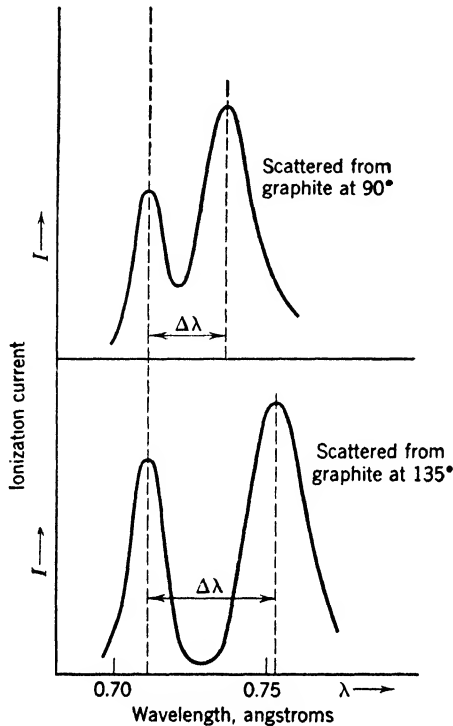 I→
Scattered from
graphite at 90°
Δλ
Ionization current
Scattered from
graphite at 135°
I→
Δλ
0.70
0.75
λ→
Wavelength, angstroms